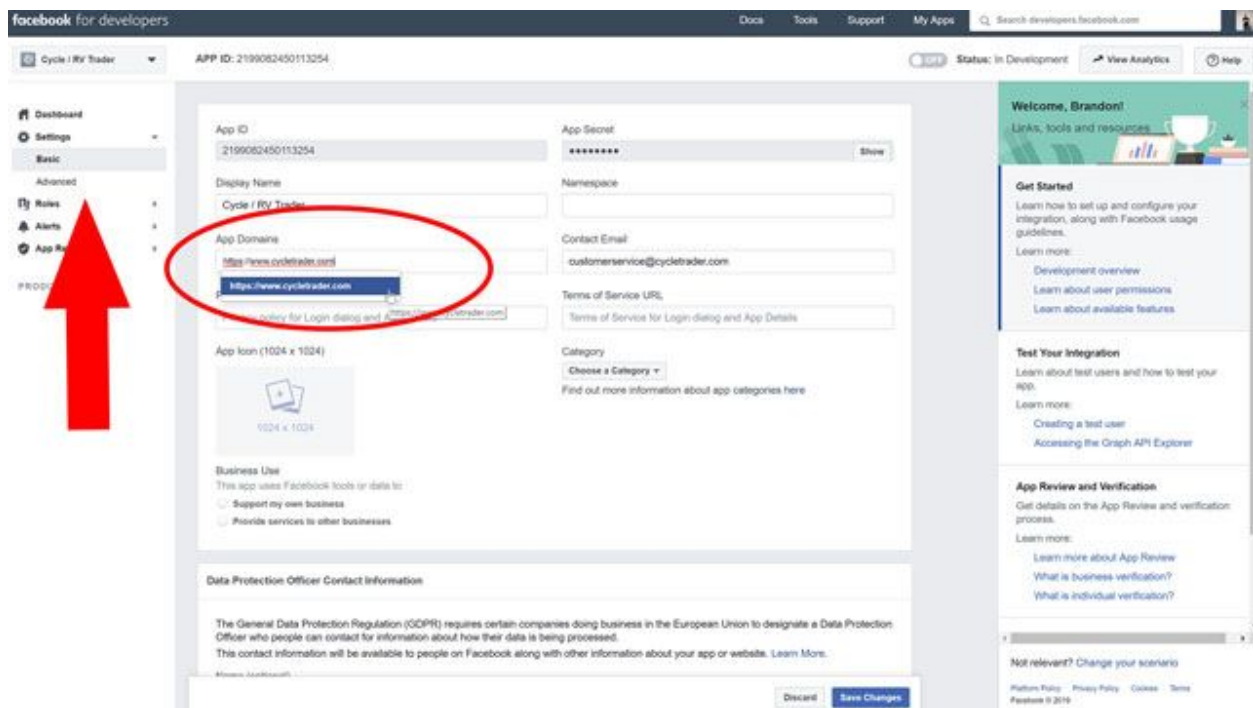 facebook for developers
Docs Tools Support My Apps Search developers.facebook.com
Cycle / RV Trader
APP ID: 2199082450113254
OFF Status: In Development View Analytics Help
Dashboard
Settings
Basic
Advanced
Roles
Alerts
App Re
PRODU
App ID
2199082450113254
App Secret
Show
Display Name
Cycle / RV Trader
Namespace
App Domains
https://www.cycletrader.com
https://www.cycletrader.com
https://www.cycletrader.com
Contact Email
customerservice@cycletrader.com
policy for Login dialog and
Terms of Service URL
Terms of Service for Login dialog and App Details
App Icon (1024 x 1024)
1024 x 1024
Category
Choose a Category
Find out more information about app categories here
Business Use
This app uses Facebook tools or data to:
Support my own business
Provide services to other businesses
Data Protection Officer Contact Information
The General Data Protection Regulation (GDPR) requires certain companies doing business in the European Union to designate a Data Protection
Officer who people can contact for information about how their data is being processed.
This contact information will be available to people on Facebook along with other information about your app or website. Learn More.
Discard Save Changes
Welcome, Brandon!
Links, tools and resources
Get Started
Learn how to set up and configure your
integration, along with Facebook usage
guidelines.
Learn more:
Development overview
Learn about user permissions
Learn about available features
Test Your Integration
Learn about test users and how to test your
app.
Learn more:
Creating a test user
Accessing the Graph API Explorer
App Review and Verification
Get details on the App Review and verification
process.
Learn more:
Learn more about App Review
What is business verification?
What is individual verification?
Not relevant? Change your scenario
Platform Policy Privacy Policy Cookies Terms
Facebook © 2019